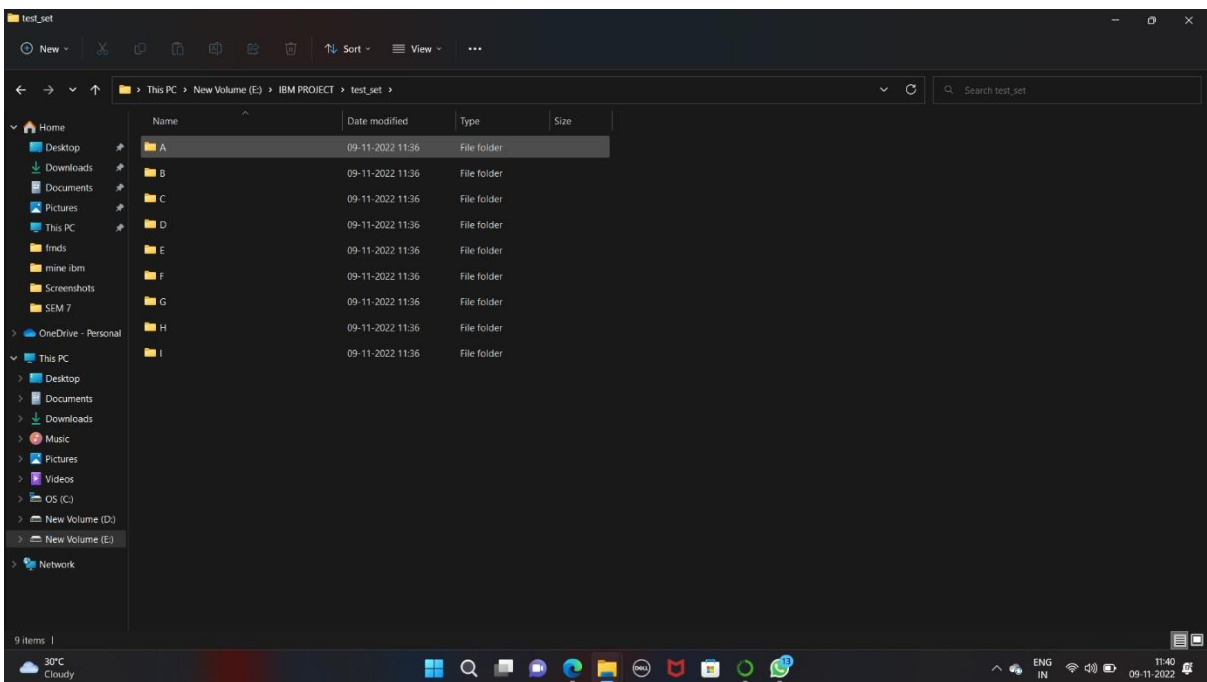 test_set
New Sort View
This PC > New Volume (E:) > IBM PROJECT > test_set > Search test_set
Name Date modified Type Size
Home
Desktop
Downloads
Documents
Pictures
This PC
frnds
mine ibm
Screenshots
SEM 7
OneDrive - Personal
This PC
Desktop
Documents
Downloads
Music
Pictures
Videos
OS (C:)
New Volume (D:)
New Volume (E:)
Network
A 09-11-2022 11:36 File folder
B 09-11-2022 11:36 File folder
C 09-11-2022 11:36 File folder
D 09-11-2022 11:36 File folder
E 09-11-2022 11:36 File folder
F 09-11-2022 11:36 File folder
G 09-11-2022 11:36 File folder
H 09-11-2022 11:36 File folder
I 09-11-2022 11:36 File folder
9 items
30°C
Cloudy
DELL
13
ENG
IN
11:40
09-11-2022